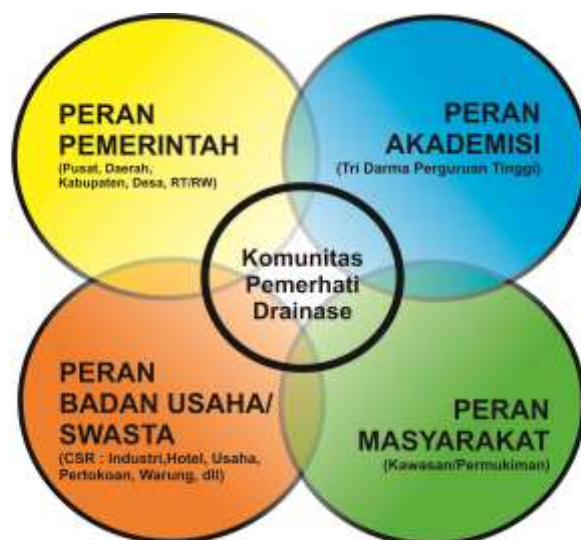 PERAN
PEMERINTAH
(Pusat, Daerah,
Kabupaten, Desa, RT/RW)
PERAN
AKADEMISI
(Tri Darma Perguruan Tinggi)
Komunitas
Pemerhati
Drainase
PERAN
BADAN USAHA/
SWASTA
(CSR : Industri,Hotel, Usaha,
Pertokoan, Warung, dll)
PERAN
MASYARAKAT
(Kawasan/Permukiman)